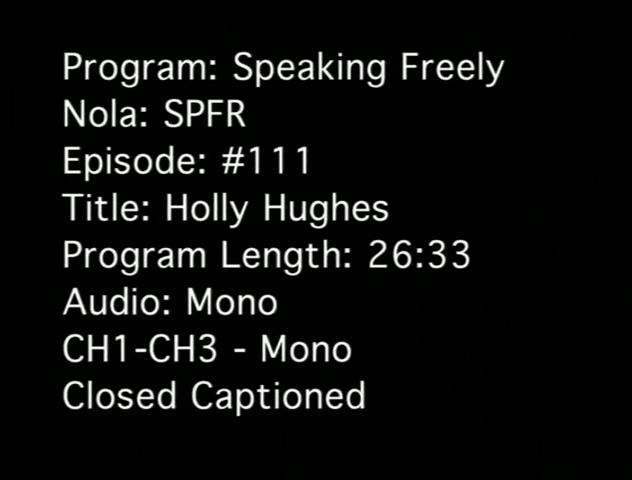 Program: Speaking Freely
Nola: SPFR
Episode: #111
Title: Holly Hughes
Program Length: 26:33
Audio: Mono
CH1-CH3 - Mono
Closed Captioned